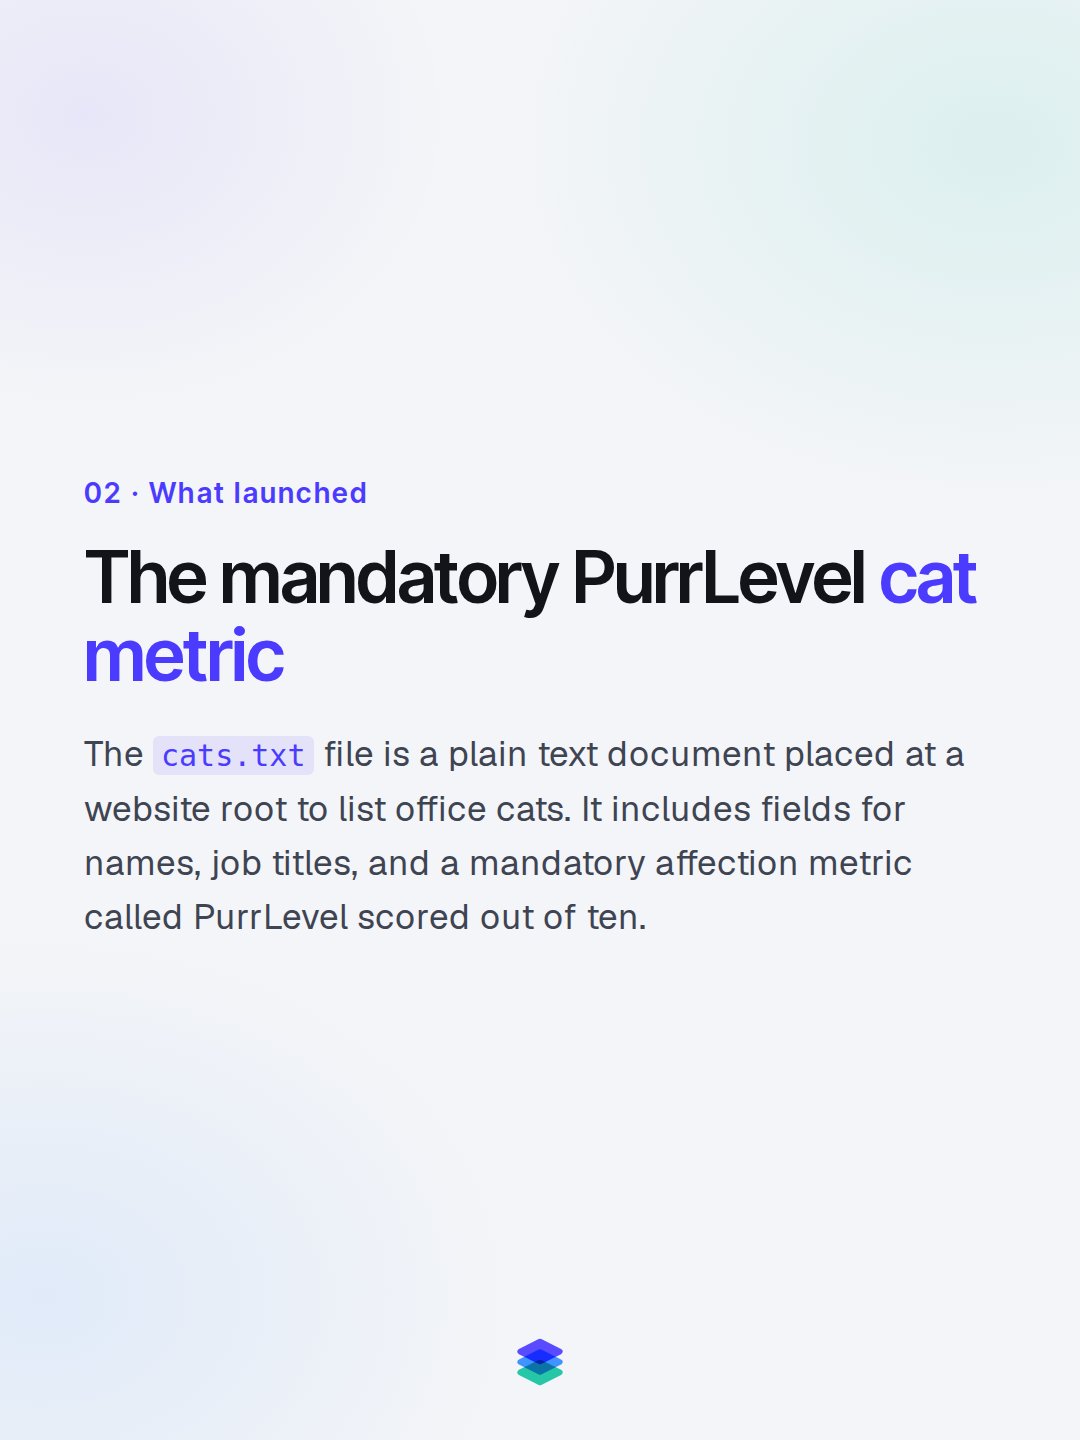 02 · What launched
The mandatory PurrLevel cat
metric
The cats.txt file is a plain text document placed at a
website root to list office cats. It includes fields for
names, job titles, and a mandatory affection metric
called PurrLevel scored out of ten.